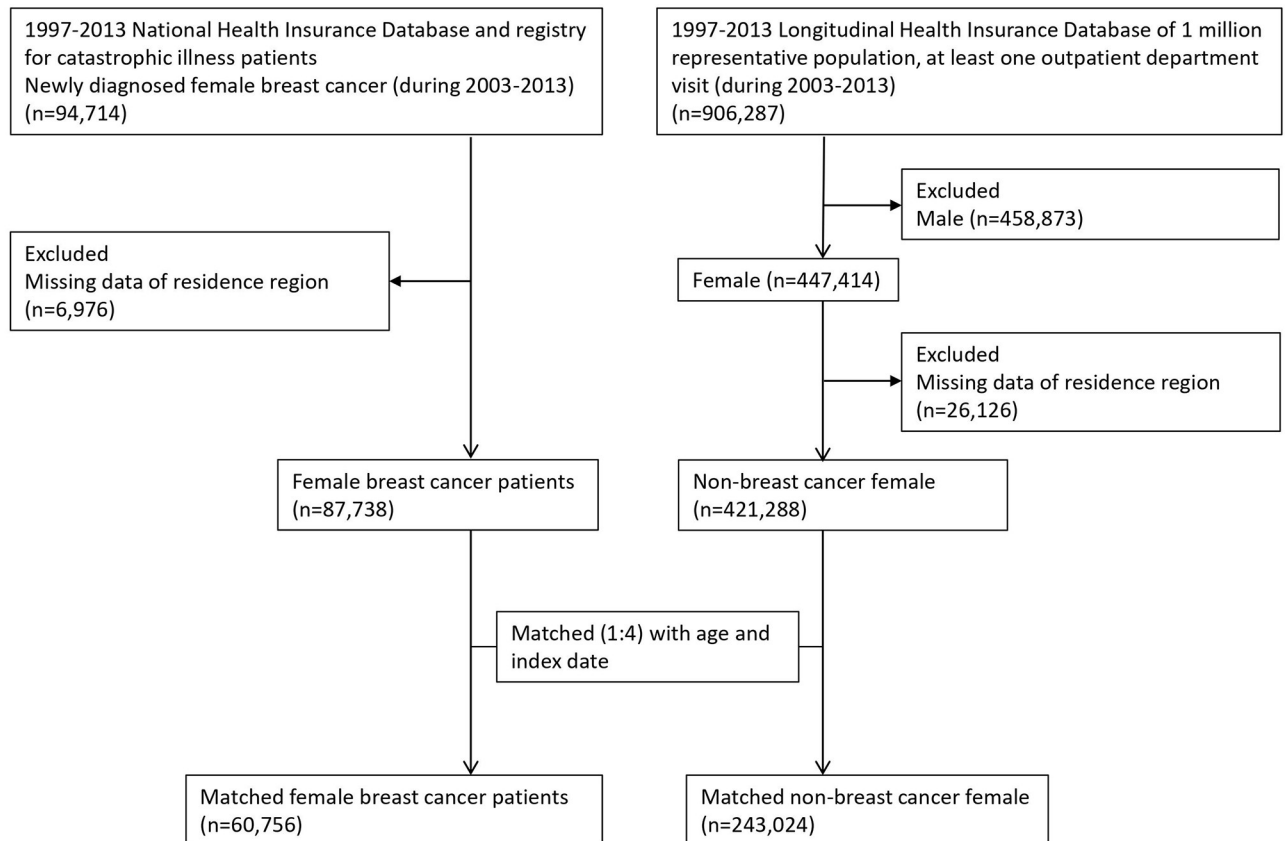 1997-2013 National Health Insurance Database and registry
for catastrophic illness patients
Newly diagnosed female breast cancer (during 2003-2013)
(n=94,714)
1997-2013 Longitudinal Health Insurance Database of 1 million
representative population, at least one outpatient department
visit (during 2003-2013)
(n=906,287)
Excluded
Male (n=458,873)
Excluded
Missing data of residence region
(n=6,976)
Female (n=447,414)
Excluded
Missing data of residence region
(n=26,126)
Female breast cancer patients
(n=87,738)
Non-breast cancer female
(n=421,288)
Matched (1:4) with age and
index date
Matched female breast cancer patients
(n=60,756)
Matched non-breast cancer female
(n=243,024)